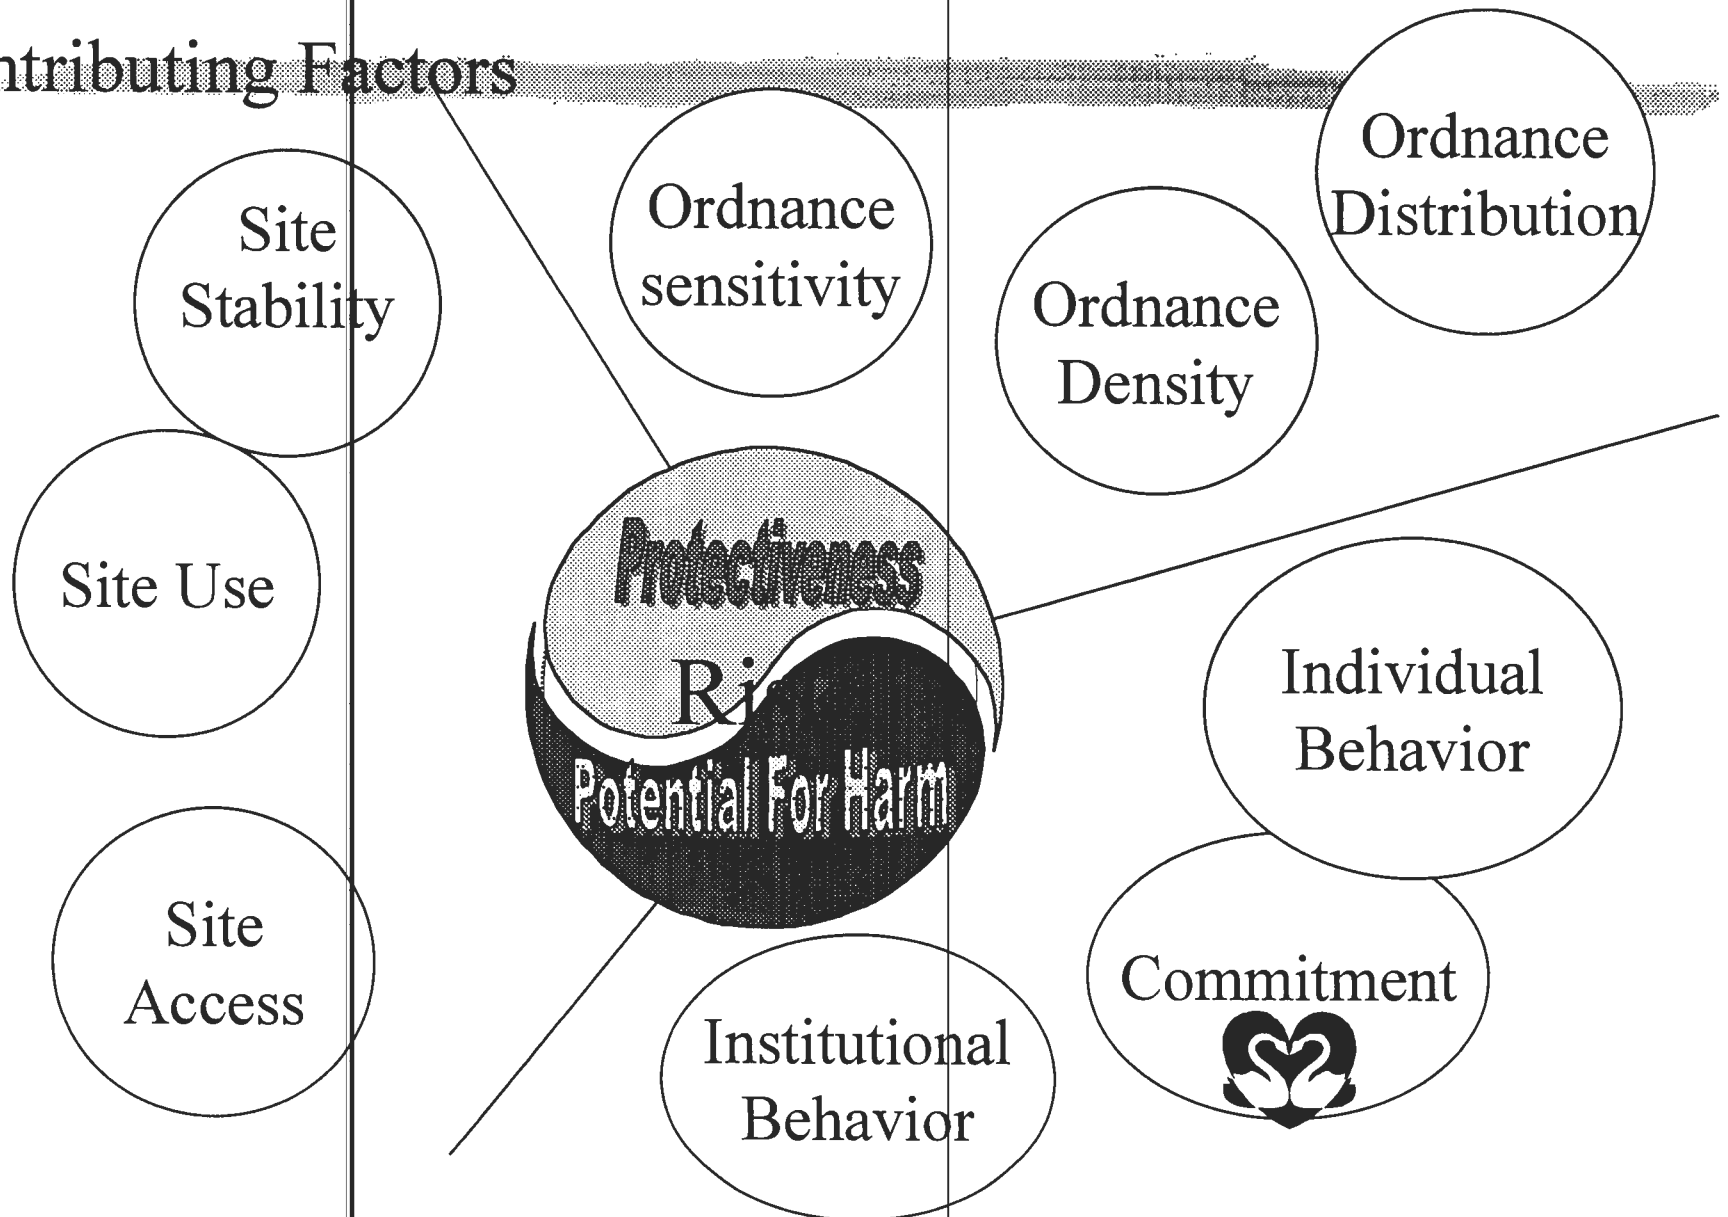 ntributing Factors
Ordnance
Distribution
Ordnance
sensitivity
Site
Stability
Ordnance
Density
Site Use
Protectiveness
Individual
Behavior
Potential For Harm
Site
Access
Commitment
Institutional
Behavior